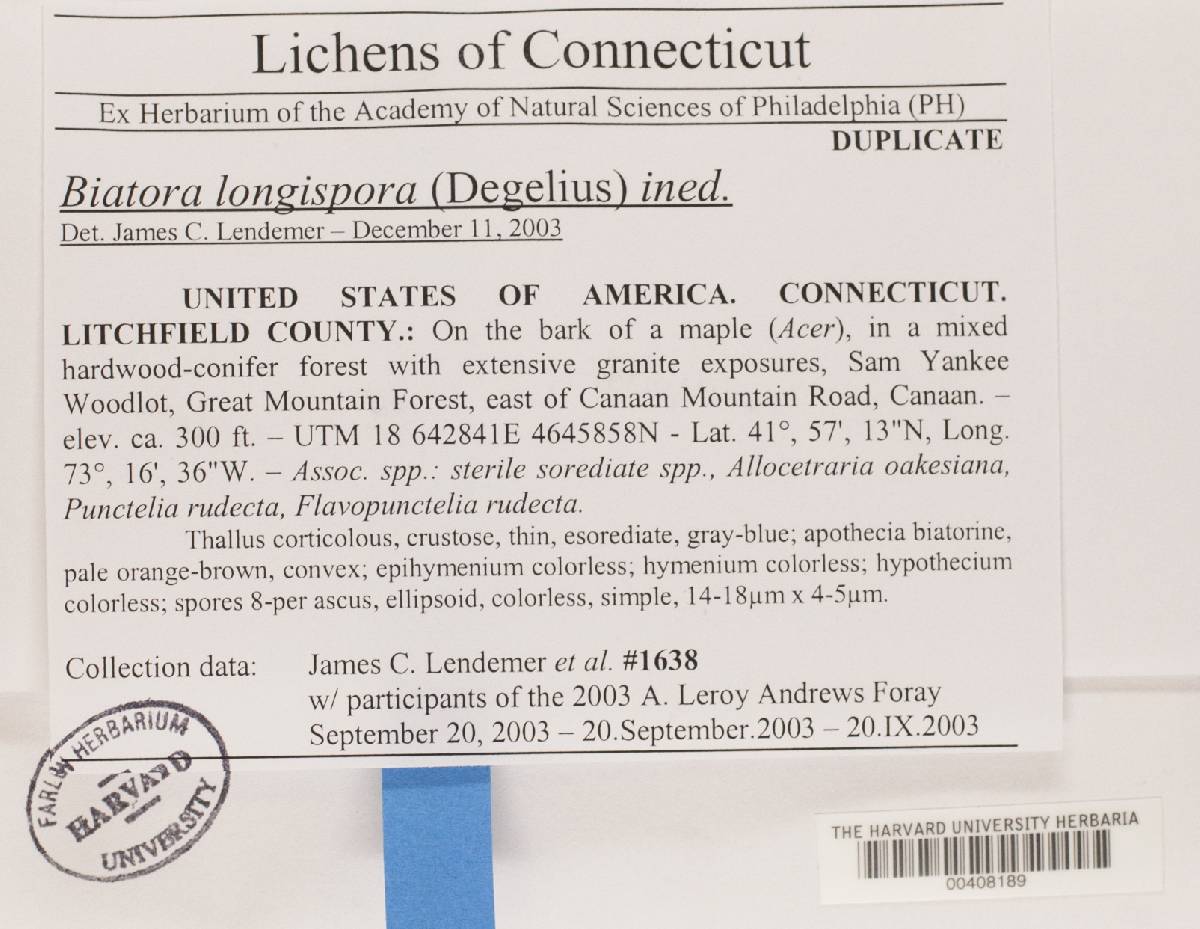 Lichens of Connecticut
Ex Herbarium of the Academy of Natural Sciences of Philadelphia (PH)
DUPLICATE
Biatora longispora (Degelius) ined.
Det. James C. Lendemer – December 11, 2003
UNITED STATES OF AMERICA. CONNECTICUT.
LITCHFIELD COUNTY.: On the bark of a maple (Acer), in a mixed
hardwood-conifer forest with extensive granite exposures, Sam Yankee
Woodlot, Great Mountain Forest, east of Canaan Mountain Road, Canaan. –
elev. ca. 300 ft. – UTM 18 642841E 4645858N - Lat. 41°, 57', 13"N, Long.
73°, 16', 36"W. – Assoc. spp.: sterile sorediate spp., Allocetraria oakesiana,
Punctelia rudecta, Flavopunctelia rudecta.
Thallus corticolous, crustose, thin, esorediate, gray-blue; apothecia biatorine,
pale orange-brown, convex; epihymenium colorless; hymenium colorless; hypothecium
colorless; spores 8-per ascus, ellipsoid, colorless, simple, 14-18µm x 4-5µm.
Collection data: James C. Lendemer et al. #1638
w/ participants of the 2003 A. Leroy Andrews Foray
September 20, 2003 – 20.September.2003 – 20.IX.2003
FARLOW HERBARIUM
HARVARD
UNIVERSITY
THE HARVARD UNIVERSITY HERBARIA
00408189